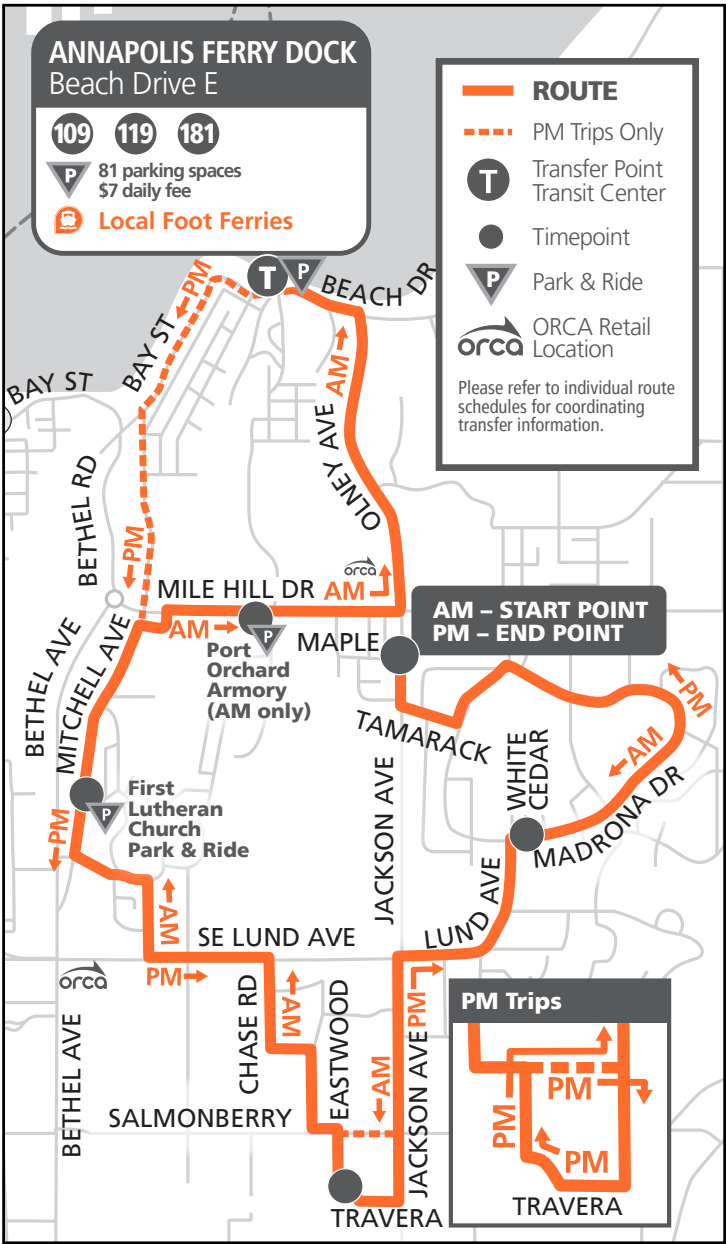 ANNAPOLIS FERRY DOCK
Beach Drive E
109 119 181
P
81 parking spaces
$7 daily fee
Local Foot Ferries
ROUTE
PM Trips Only
T
Transfer Point
Transit Center
Timepoint
P
Park & Ride
orca
ORCA Retail
Location
Please refer to individual route
schedules for coordinating
transfer information.
PM
T
P
BEACH DR
BAY ST
BAY ST
AM
OLNEY AVE
BETHEL RD
PM
orca
MILE HILL DR
AM
AM
P
Port
Orchard
Armory
(AM only)
MAPLE
AM – START POINT
PM – END POINT
BETHEL AVE
MITCHELL AVE
TAMARACK
PM
AM
WHITE
CEDAR
MADRONA DR
P
First
Lutheran
Church
Park & Ride
PM
JACKSON AVE
AM
SE LUND AVE
LUND AVE
PM
orca
CHASE RD
AM
EASTWOOD
PM
AM
BETHEL AVE
SALMONBERRY
JACKSON AVE
TRAVERA
PM Trips
PM
PM
PM
TRAVERA